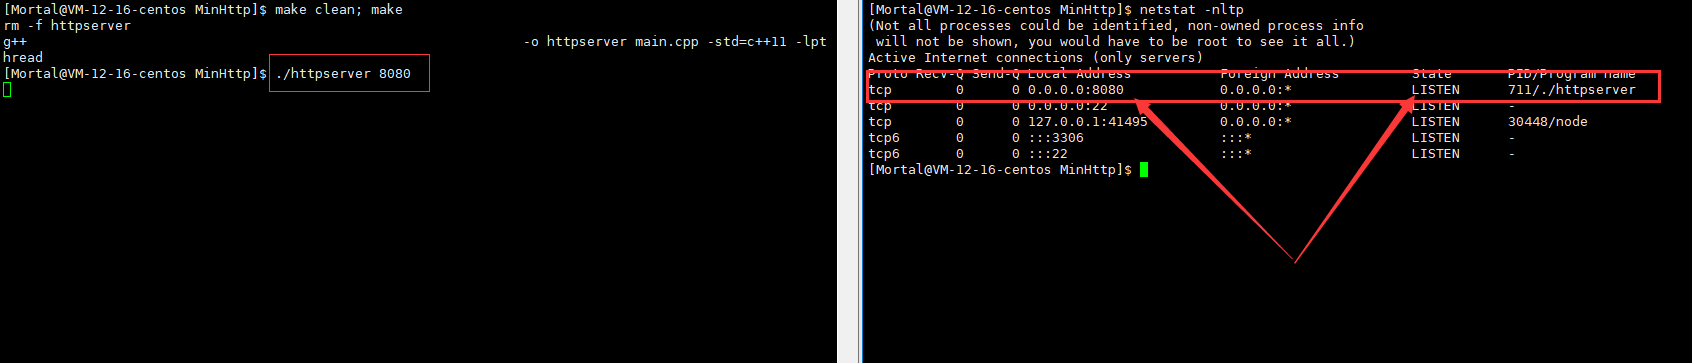 [Mortal@VM-12-16-centos MinHttp]$ make clean; make
rm -f httpserver
g++ -o httpserver main.cpp -std=c++11 -lpt
hread
[Mortal@VM-12-16-centos MinHttp]$ ./httpserver 8080
[Mortal@VM-12-16-centos MinHttp]$ netstat -nltp
(Not all processes could be identified, non-owned process info
 will not be shown, you would have to be root to see it all.)
Active Internet connections (only servers)
Proto Recv-Q Send-Q Local Address           Foreign Address         State       PID/Program name
tcp        0      0 0.0.0.0:8080            0.0.0.0:*               LISTEN      711/./httpserver
tcp        0      0 0.0.0.0:22              0.0.0.0:*               LISTEN      -
tcp        0      0 127.0.0.1:41495         0.0.0.0:*               LISTEN      30448/node
tcp6       0      0 :::3306                 :::*                    LISTEN      -
tcp6       0      0 :::22                   :::*                    LISTEN      -
[Mortal@VM-12-16-centos MinHttp]$